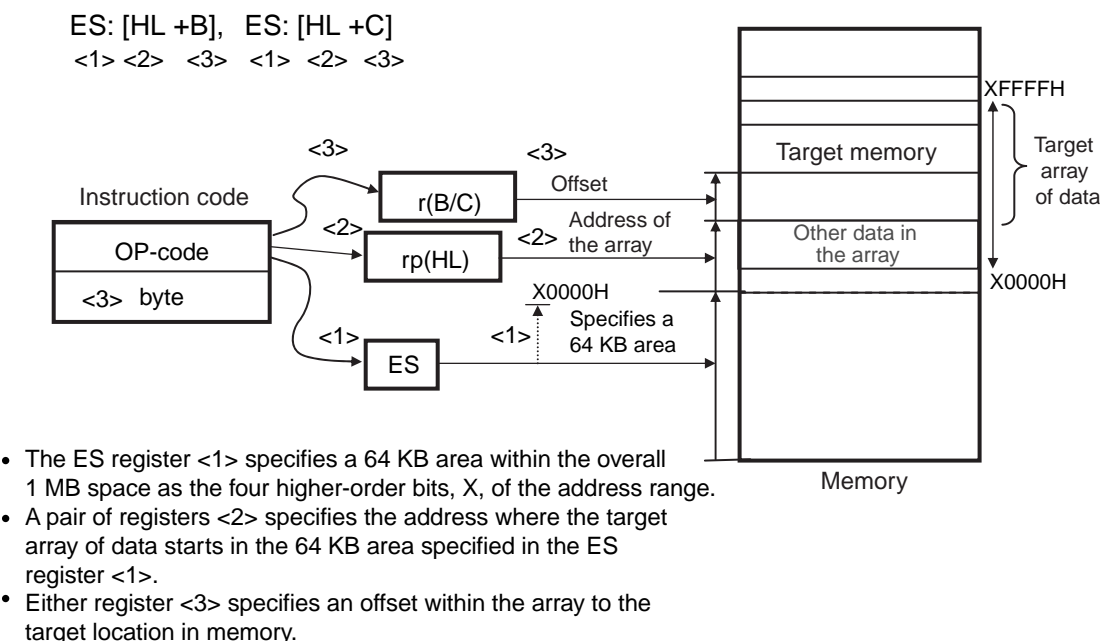 ES: [HL +B], ES: [HL +C]
<1> <2> <3> <1> <2> <3>
XFFFFH
Target
array
of data
Target memory
<3>
<3>
Instruction code
r(B/C)
Offset
OP-code
<2>
rp(HL)
<2>
Address of
the array
Other data in
the array
<3> byte
X0000H
X0000H
<1>
<1>
Specifies a
64 KB area
ES
Memory
• The ES register <1> specifies a 64 KB area within the overall
1 MB space as the four higher-order bits, X, of the address range.
• A pair of registers <2> specifies the address where the target
array of data starts in the 64 KB area specified in the ES
register <1>.
• Either register <3> specifies an offset within the array to the
target location in memory.